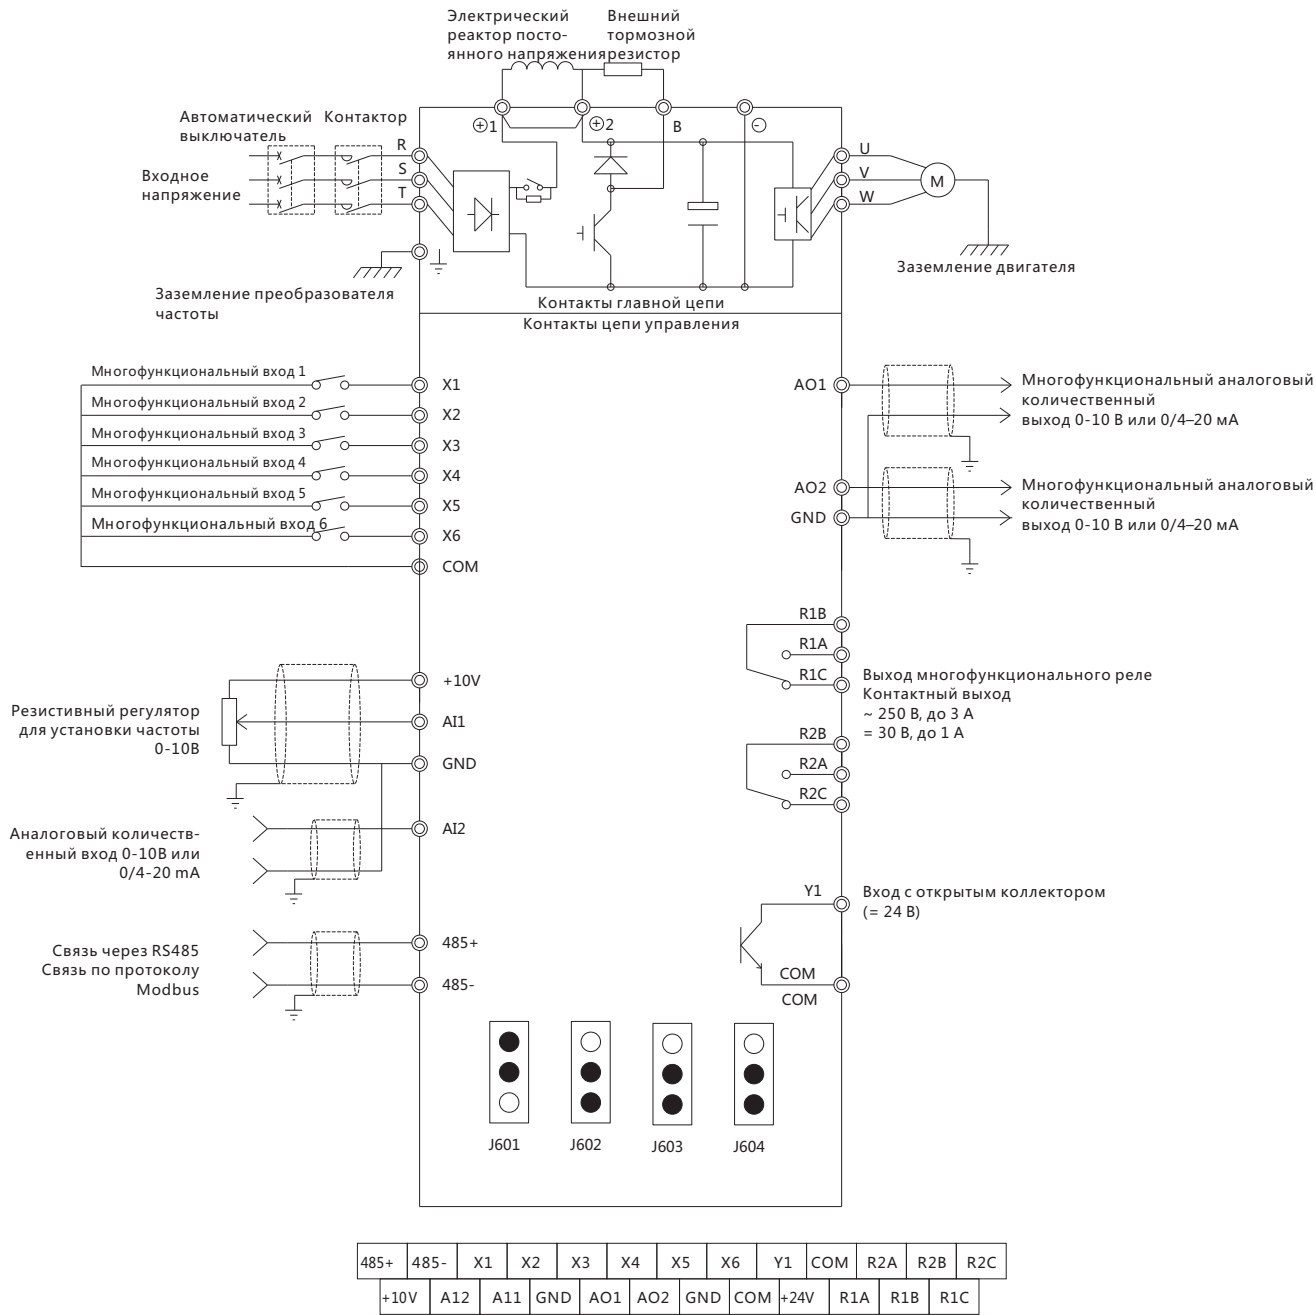 Электрический
реактор посто-
янного напряжения
Внешний
тормозной
резистор
Автоматический
выключатель
Контактор
+1
+2
B
-
R
S
T
Входное
напряжение
U
V
W
M
Заземление двигателя
Заземление преобразователя
частоты
Контакты главной цепи
Контакты цепи управления
Многофункциональный вход 1
X1
Многофункциональный вход 2
X2
Многофункциональный вход 3
X3
Многофункциональный вход 4
X4
Многофункциональный вход 5
X5
Многофункциональный вход 6
X6
COM
AO1
Многофункциональный аналоговый
количественный
выход 0-10 В или 0/4–20 мА
AO2
GND
Многофункциональный аналоговый
количественный
выход 0-10 В или 0/4–20 мА
R1B
R1A
R1C
Выход многофункционального реле
Контактный выход
~ 250 В, до 3 А
= 30 В, до 1 А
R2B
R2A
R2C
+10V
AI1
GND
Резистивный регулятор
для установки частоты
0-10В
AI2
Аналоговый количеств-
енный вход 0-10В или
0/4-20 mA
Y1
Вход с открытым коллектором
(= 24 В)
COM
COM
485+
485-
Связь через RS485
Связь по протоколу
Modbus
J601 J602 J603 J604
485+ 485- X1 X2 X3 X4 X5 X6 Y1 COM R2A R2B R2C
+10V A12 A11 GND AO1 AO2 GND COM +24V R1A R1B R1C